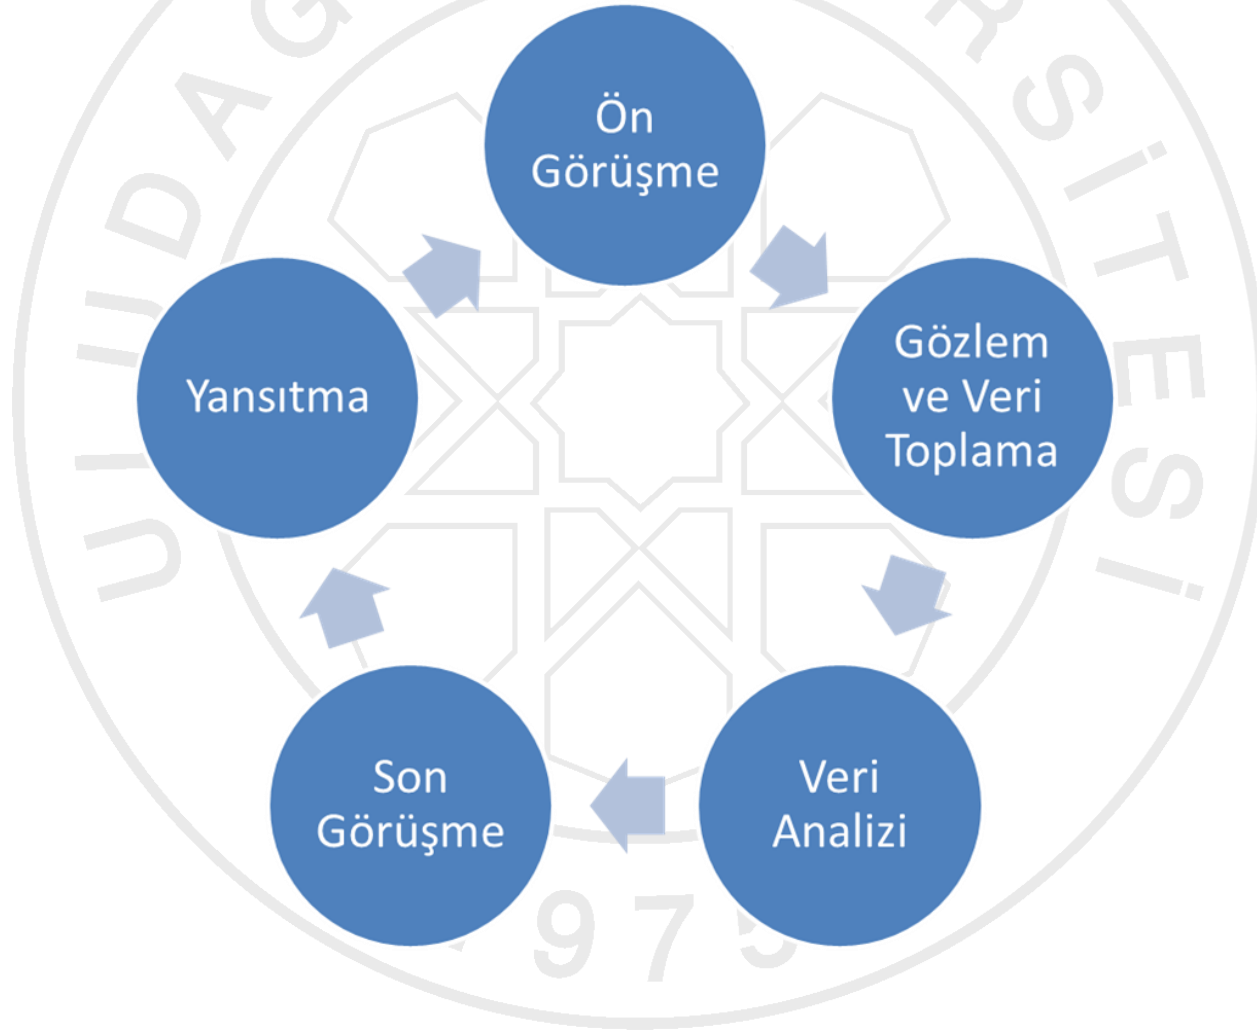 Ön
Görüşme
Gözlem
ve Veri
Toplama
Veri
Analizi
Son
Görüşme
Yansıtma